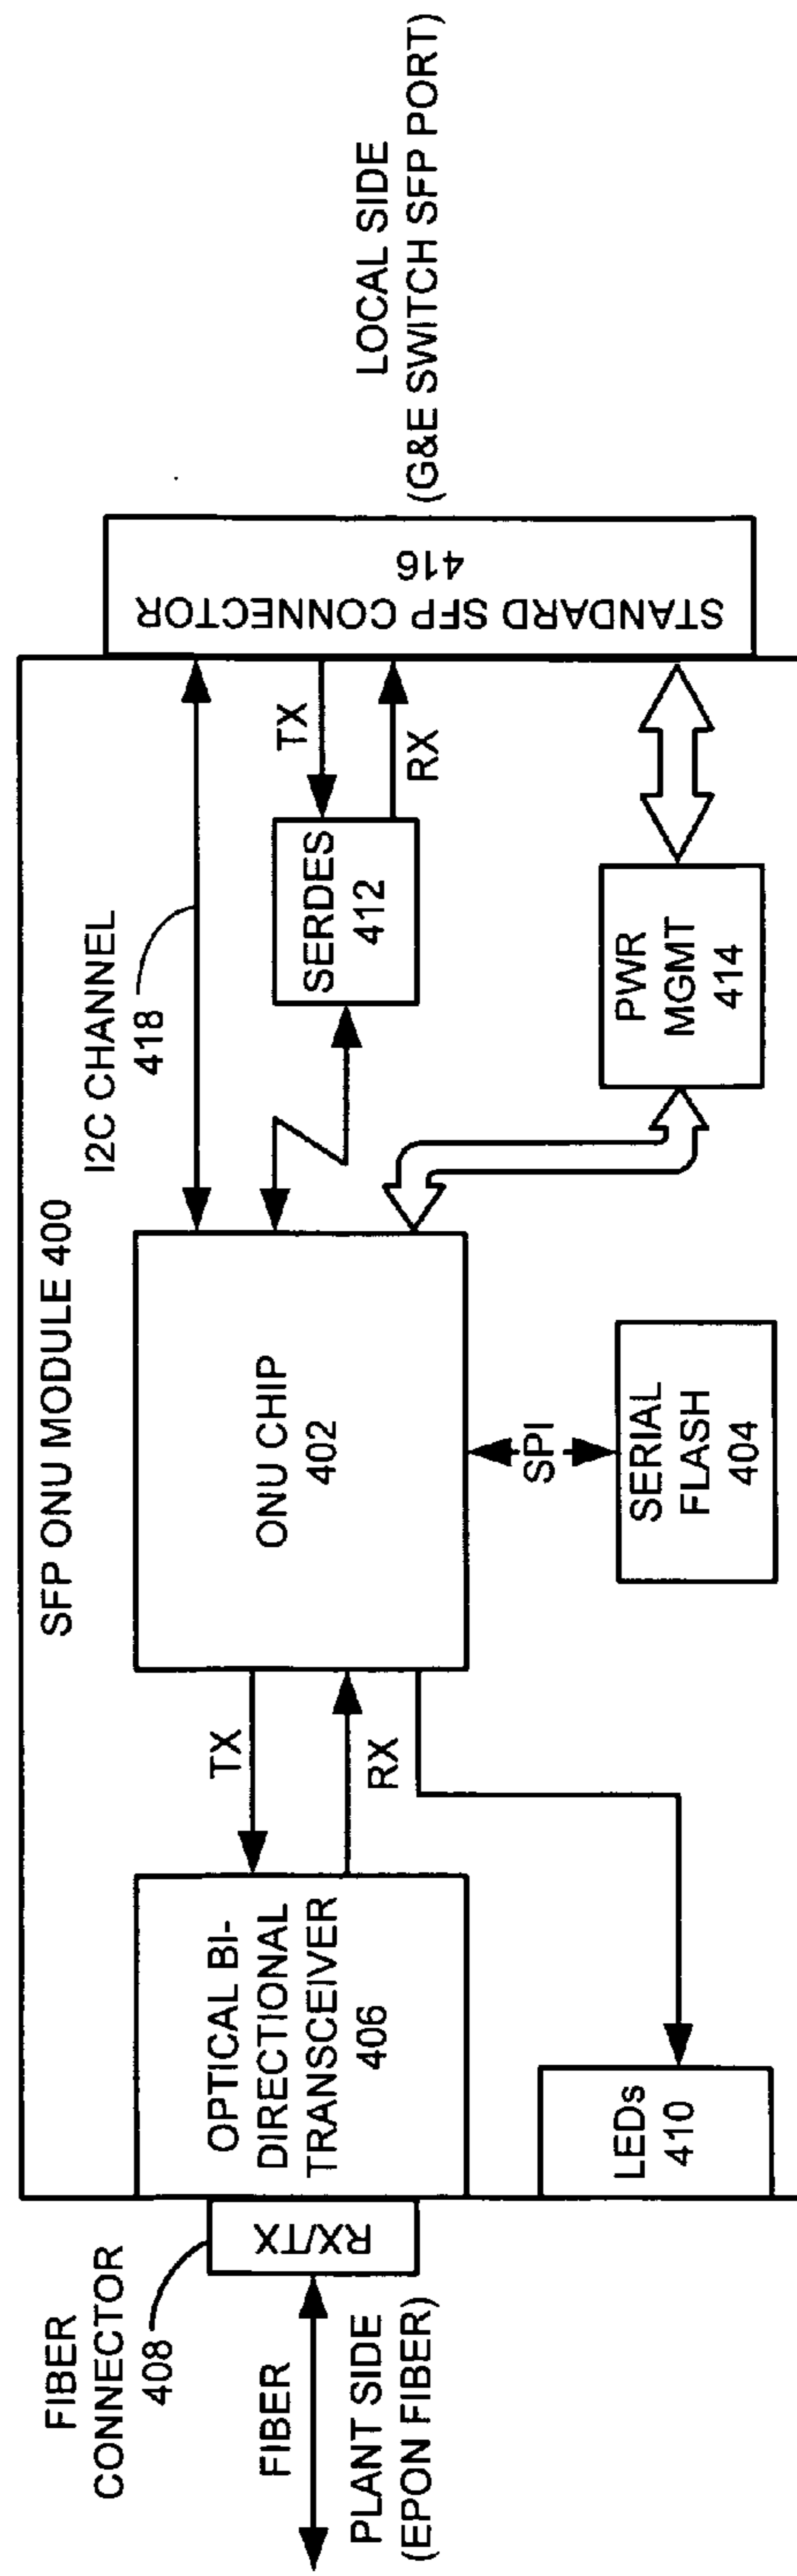 SFP ONU MODULE 400
FIBER
CONNECTOR
408
FIBER
PLANT SIDE
(EPON FIBER)
RX/TX
OPTICAL BI-
DIRECTIONAL
TRANSCEIVER
406
LEDs
410
TX
RX
ONU CHIP
402
SPI
SERIAL
FLASH
404
I2C CHANNEL
418
SERDES
412
TX
RX
PWR
MGMT
414
STANDARD SFP CONNECTOR
416
LOCAL SIDE
(G&E SWITCH SFP PORT)